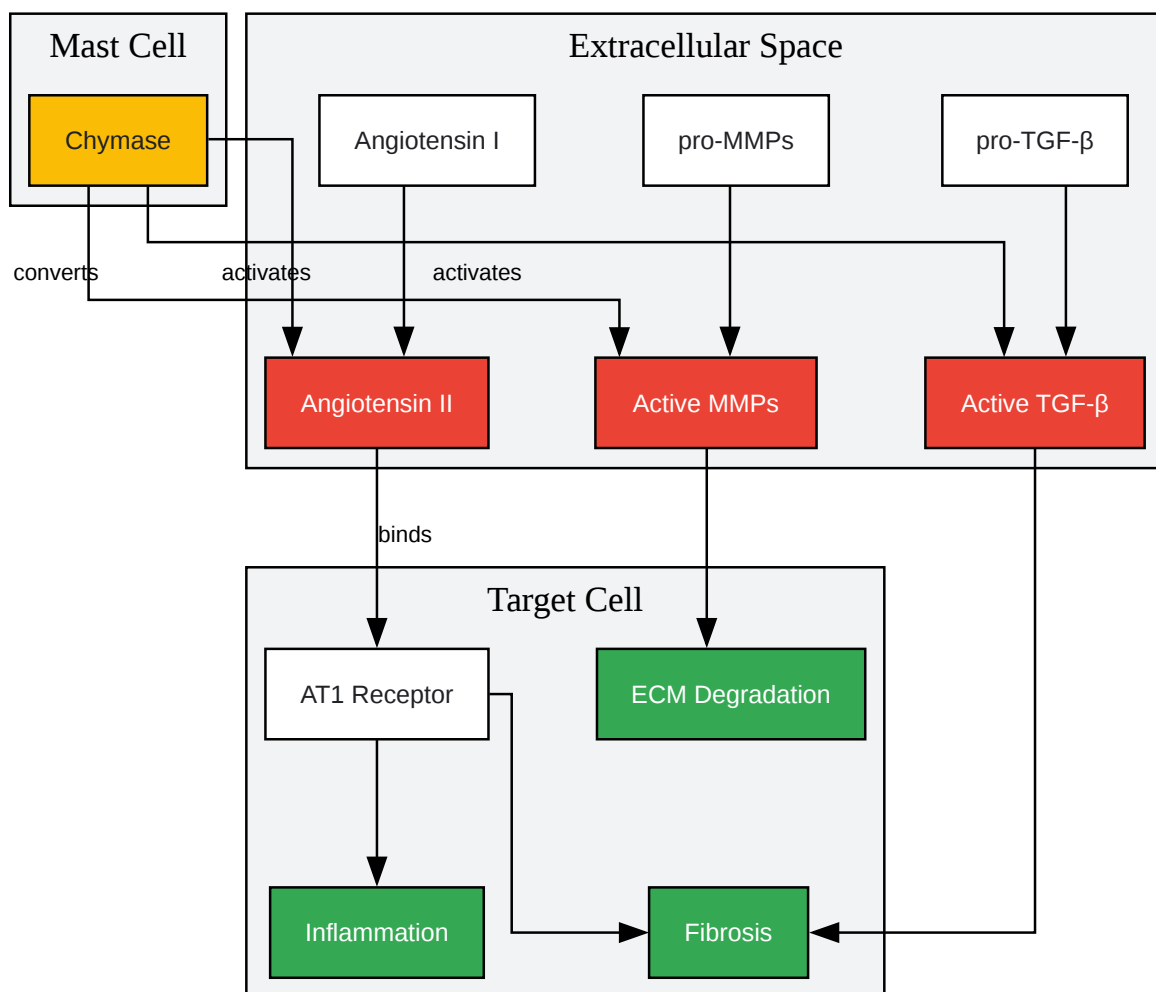 Mast Cell
Extracellular Space
Chymase
Angiotensin I
pro-MMPs
pro-TGF-β
converts
activates
activates
Angiotensin II
Active MMPs
Active TGF-β
binds
Target Cell
AT1 Receptor
ECM Degradation
Inflammation
Fibrosis